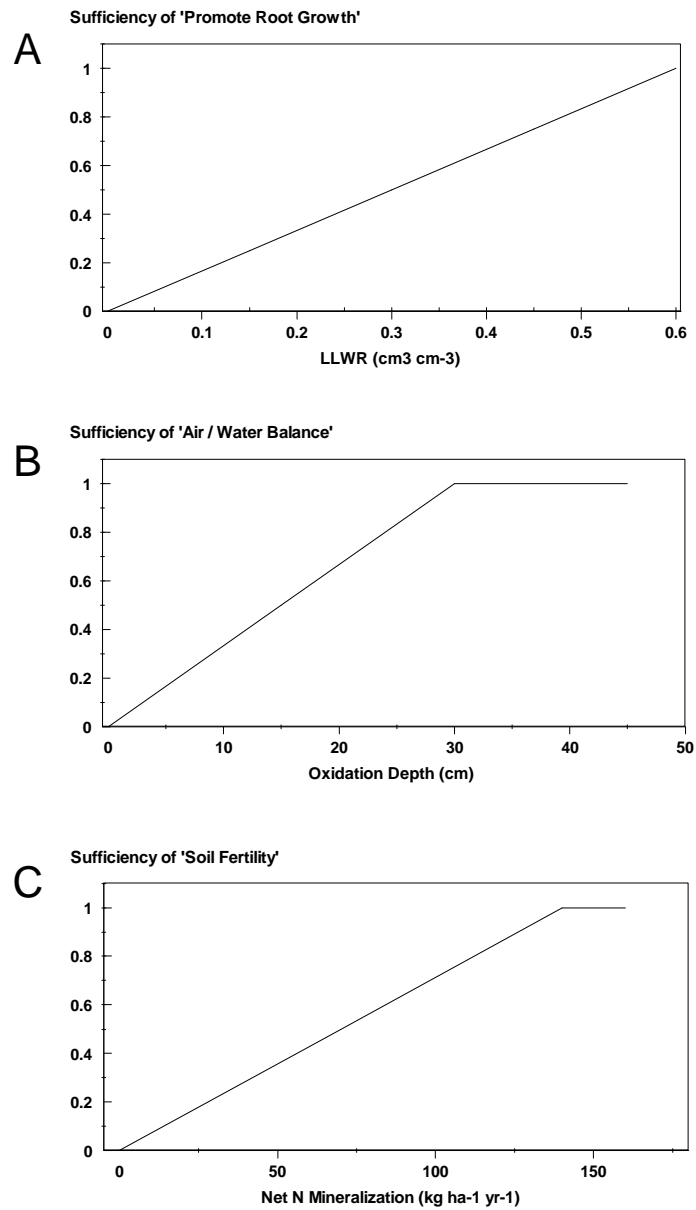 Sufficiency of 'Promote Root Growth'
A
1
0.8
0.6
0.4
0.2
0
0 0.1 0.2 0.3 0.4 0.5 0.6
LLWR (cm3 cm-3)
Sufficiency of 'Air / Water Balance'
B
1
0.8
0.6
0.4
0.2
0
0 10 20 30 40 50
Oxidation Depth (cm)
Sufficiency of 'Soil Fertility'
C
1
0.8
0.6
0.4
0.2
0
0 50 100 150
Net N Mineralization (kg ha-1 yr-1)